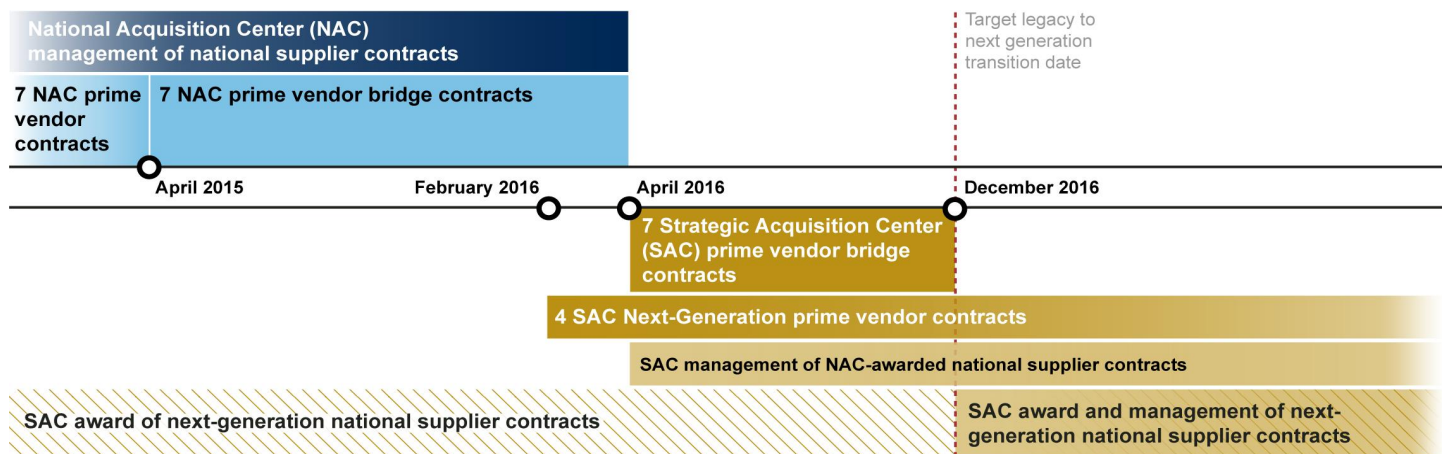 National Acquisition Center (NAC)
management of national supplier contracts
Target legacy to
next generation
transition date
7 NAC prime
vendor
contracts
7 NAC prime vendor bridge contracts
April 2015
February 2016
April 2016
December 2016
7 Strategic Acquisition Center
(SAC) prime vendor bridge
contracts
4 SAC Next-Generation prime vendor contracts
SAC management of NAC-awarded national supplier contracts
SAC award of next-generation national supplier contracts
SAC award and management of next-
generation national supplier contracts